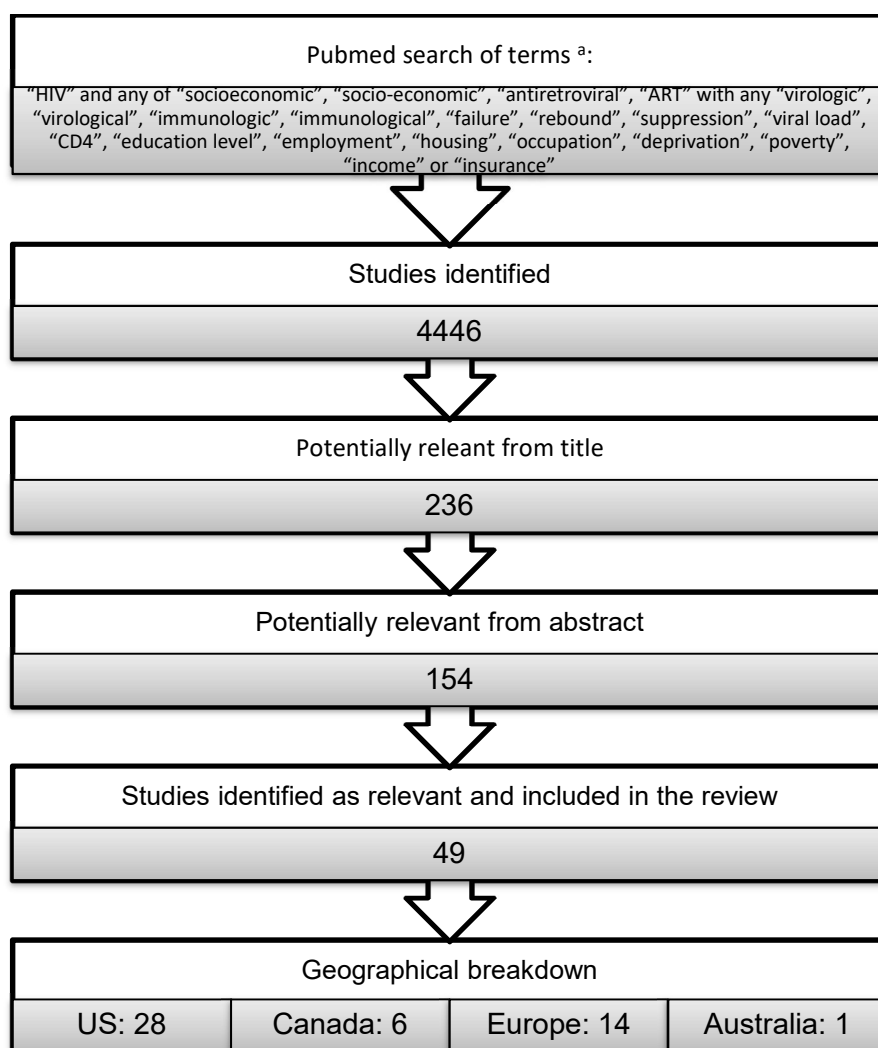 Pubmed search of terms ᵃ:
“HIV” and any of “socioeconomic”, “socio-economic”, “antiretroviral”, “ART” with any “virologic”,
“virological”, “immunologic”, “immunological”, “failure”, “rebound”, “suppression”, “viral load”,
“CD4”, “education level”, “employment”, “housing”, “occupation”, “deprivation”, “poverty”,
“income” or “insurance”
Studies identified
4446
Potentially releant from title
236
Potentially relevant from abstract
154
Studies identified as relevant and included in the review
49
Geographical breakdown
US: 28 Canada: 6 Europe: 14 Australia: 1